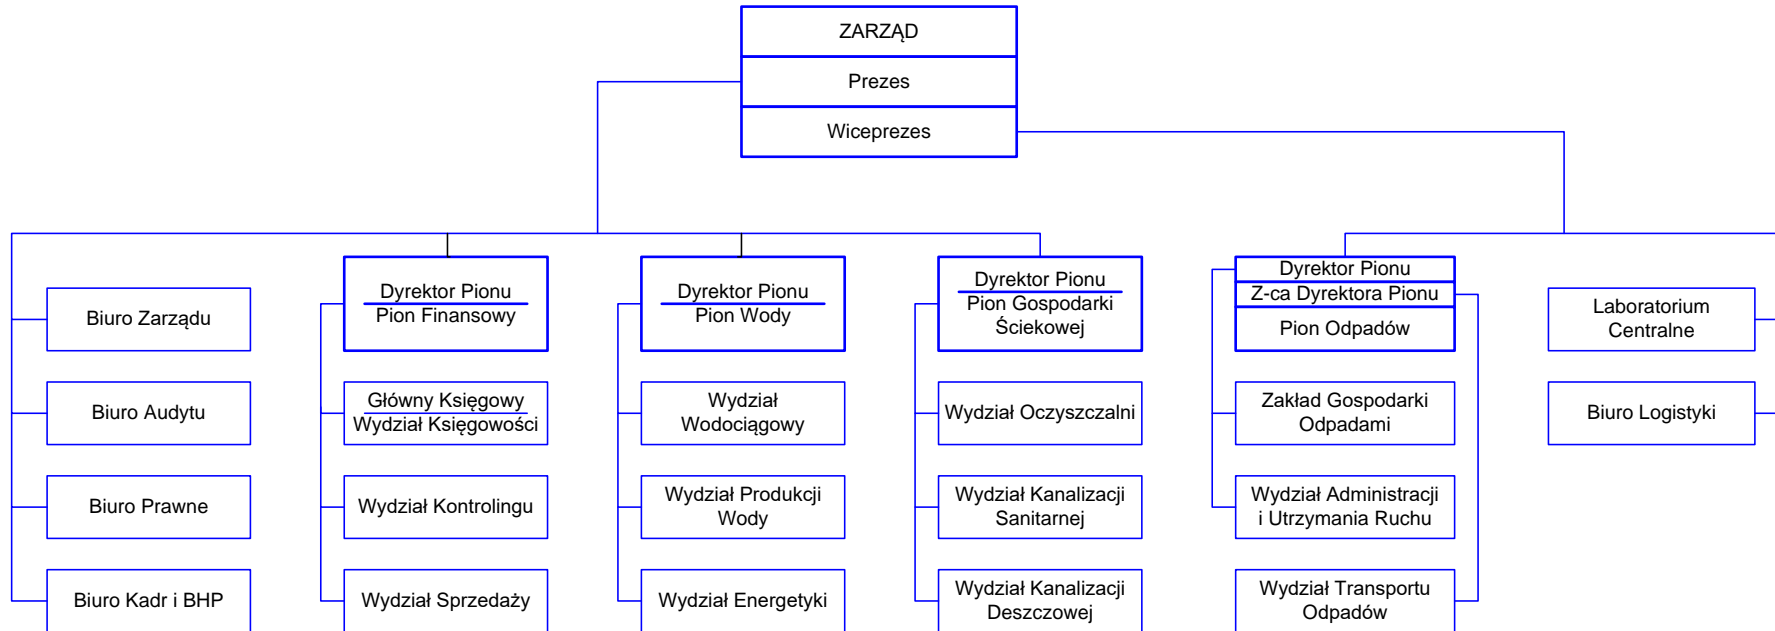 ZARZĄD
Prezes
Wiceprezes
Biuro Zarządu
Biuro Audytu
Biuro Prawne
Biuro Kadr i BHP
Dyrektor Pionu
Pion Finansowy
Główny Księgowy
Wydział Księgowości
Wydział Kontrolingu
Wydział Sprzedaży
Dyrektor Pionu
Pion Wody
Wydział
Wodociągowy
Wydział Produkcji
Wody
Wydział Energetyki
Dyrektor Pionu
Pion Gospodarki
Ściekowej
Wydział Oczyszczalni
Wydział Kanalizacji
Sanitarnej
Wydział Kanalizacji
Deszczowej
Dyrektor Pionu
Z-ca Dyrektora Pionu
Pion Odpadów
Zakład Gospodarki
Odpadami
Wydział Administracji
i Utrzymania Ruchu
Wydział Transportu
Odpadów
Laboratorium
Centralne
Biuro Logistyki